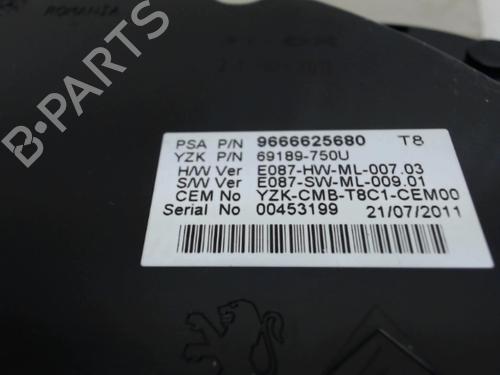 ROMANIA
PSA P/N 9666625680 T8
YZK P/N 69189-750U
H/W Ver E087-HW-ML-007.03
S/W Ver E087-SW-ML-009.01
CEM No YZK-CMB-T8C1-CEM00
Serial No 00453199 21/07/2011
B-PARTS